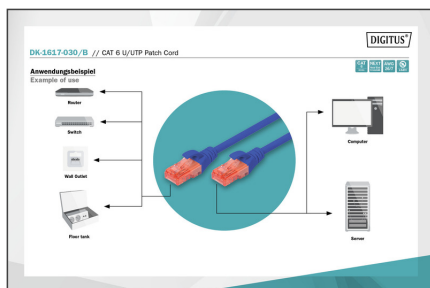 DIGITUS®
DK-1617-030/B // CAT 6 U/UTP Patch Cord
Anwendungsbeispiel
Example of use
Router
Switch
Wall Outlet
Floor tank
Computer
Server